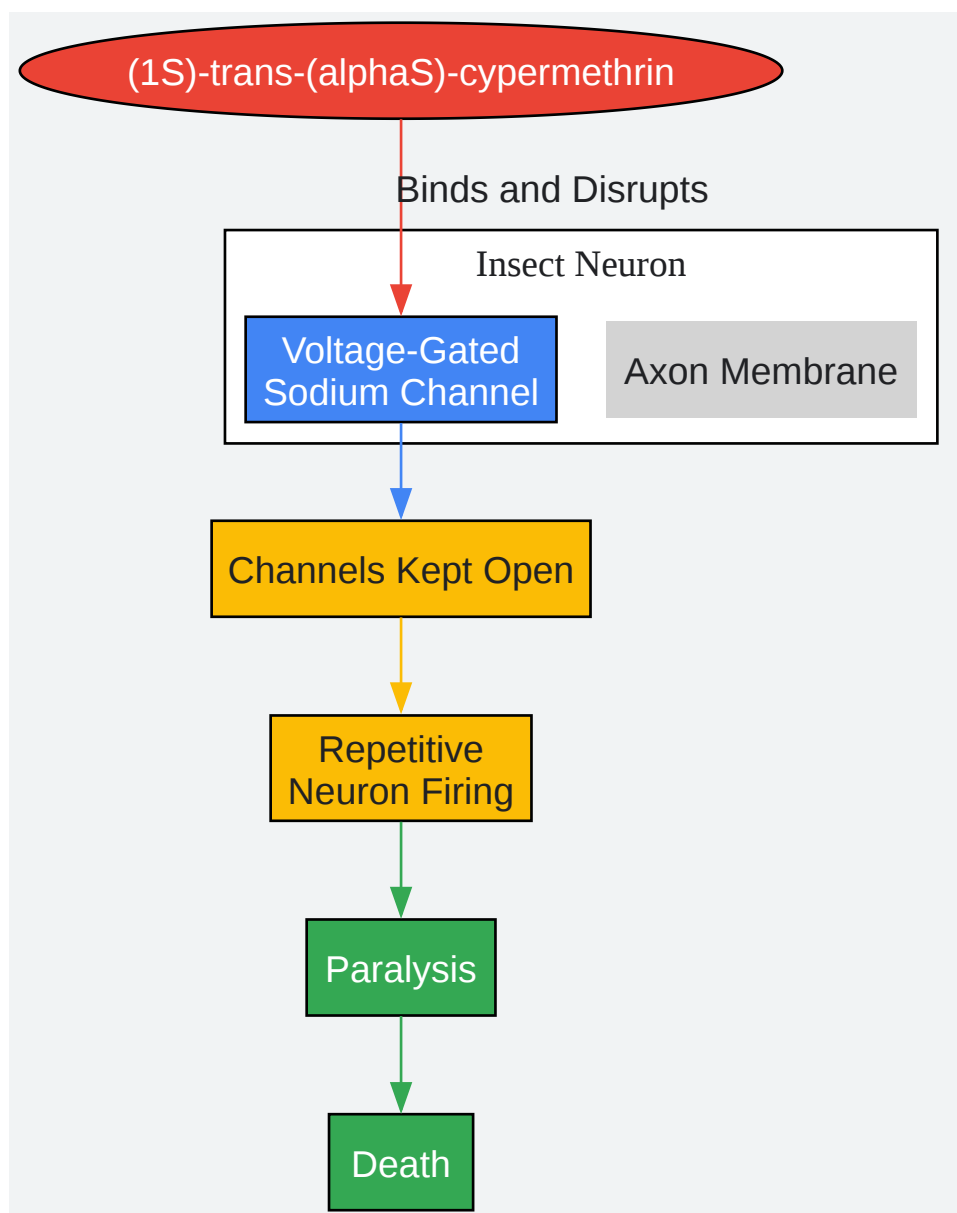 (1S)-trans-(alphaS)-cypermethrin
Binds and Disrupts
Insect Neuron
Voltage-Gated
Sodium Channel
Axon Membrane
Channels Kept Open
Repetitive
Neuron Firing
Paralysis
Death